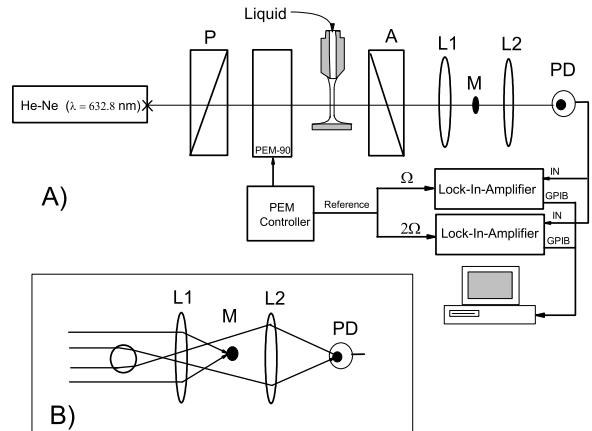 Liquid
P
A
L1
L2
PD
M
He-Ne (λ = 632.8 nm)
PEM-90
A)
PEM
Controller
Reference
Ω
2Ω
Lock-In-Amplifier
IN
GPIB
Lock-In-Amplifier
IN
GPIB
L1
M
L2
PD
B)